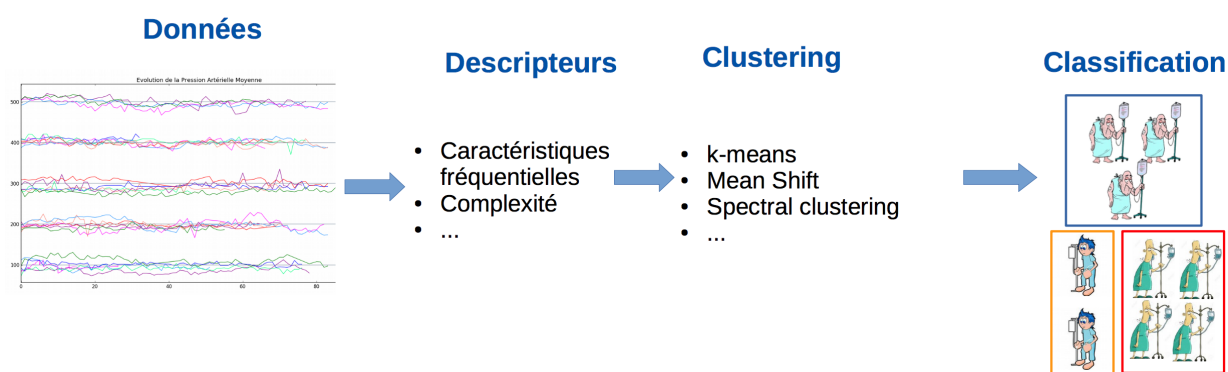 Données
Descripteurs
Clustering
Classification
Evolution de la Pression Artérielle Moyenne
500
400
300
200
100
0
20
40
60
80
• Caractéristiques
fréquentielles
• Complexité
• ...
• k-means
• Mean Shift
• Spectral clustering
• ...